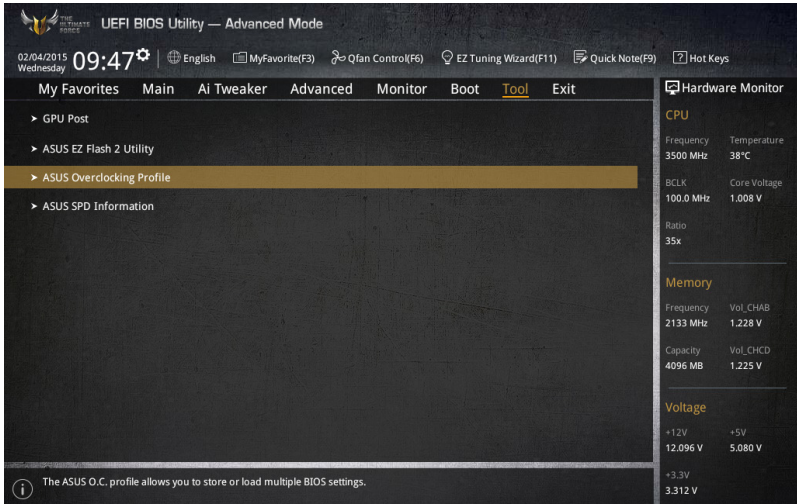 THE ULTIMATE FORCE
UEFI BIOS Utility — Advanced Mode
02/04/2015
Wednesday
09:47
English
MyFavorite(F3)
Qfan Control(F6)
EZ Tuning Wizard(F11)
Quick Note(F9)
? Hot Keys
My Favorites Main Ai Tweaker Advanced Monitor Boot Tool Exit
GPU Post
ASUS EZ Flash 2 Utility
ASUS Overclocking Profile
ASUS SPD Information
The ASUS O.C. profile allows you to store or load multiple BIOS settings.
Hardware Monitor
CPU
Frequency Temperature
3500 MHz 38°C
BCLK Core Voltage
100.0 MHz 1.008 V
Ratio
35x
Memory
Frequency Vol_CHAB
2133 MHz 1.228 V
Capacity Vol_CHCD
4096 MB 1.225 V
Voltage
+12V +5V
12.096 V 5.080 V
+3.3V
3.312 V